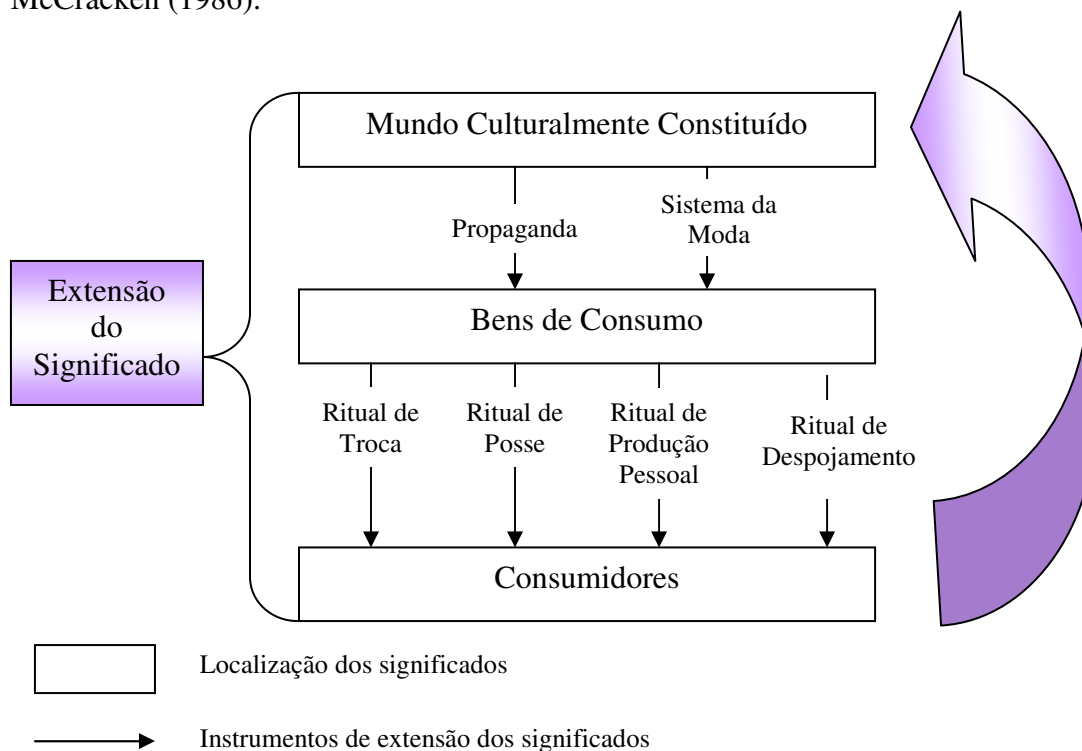 McCracken (1986).
Mundo Culturalmente Constituído
Propaganda
Sistema da
Moda
Extensão
do
Significado
Bens de Consumo
Ritual de
Troca
Ritual de
Posse
Ritual de
Produção
Pessoal
Ritual de
Despojamento
Consumidores
Localização dos significados
Instrumentos de extensão dos significados